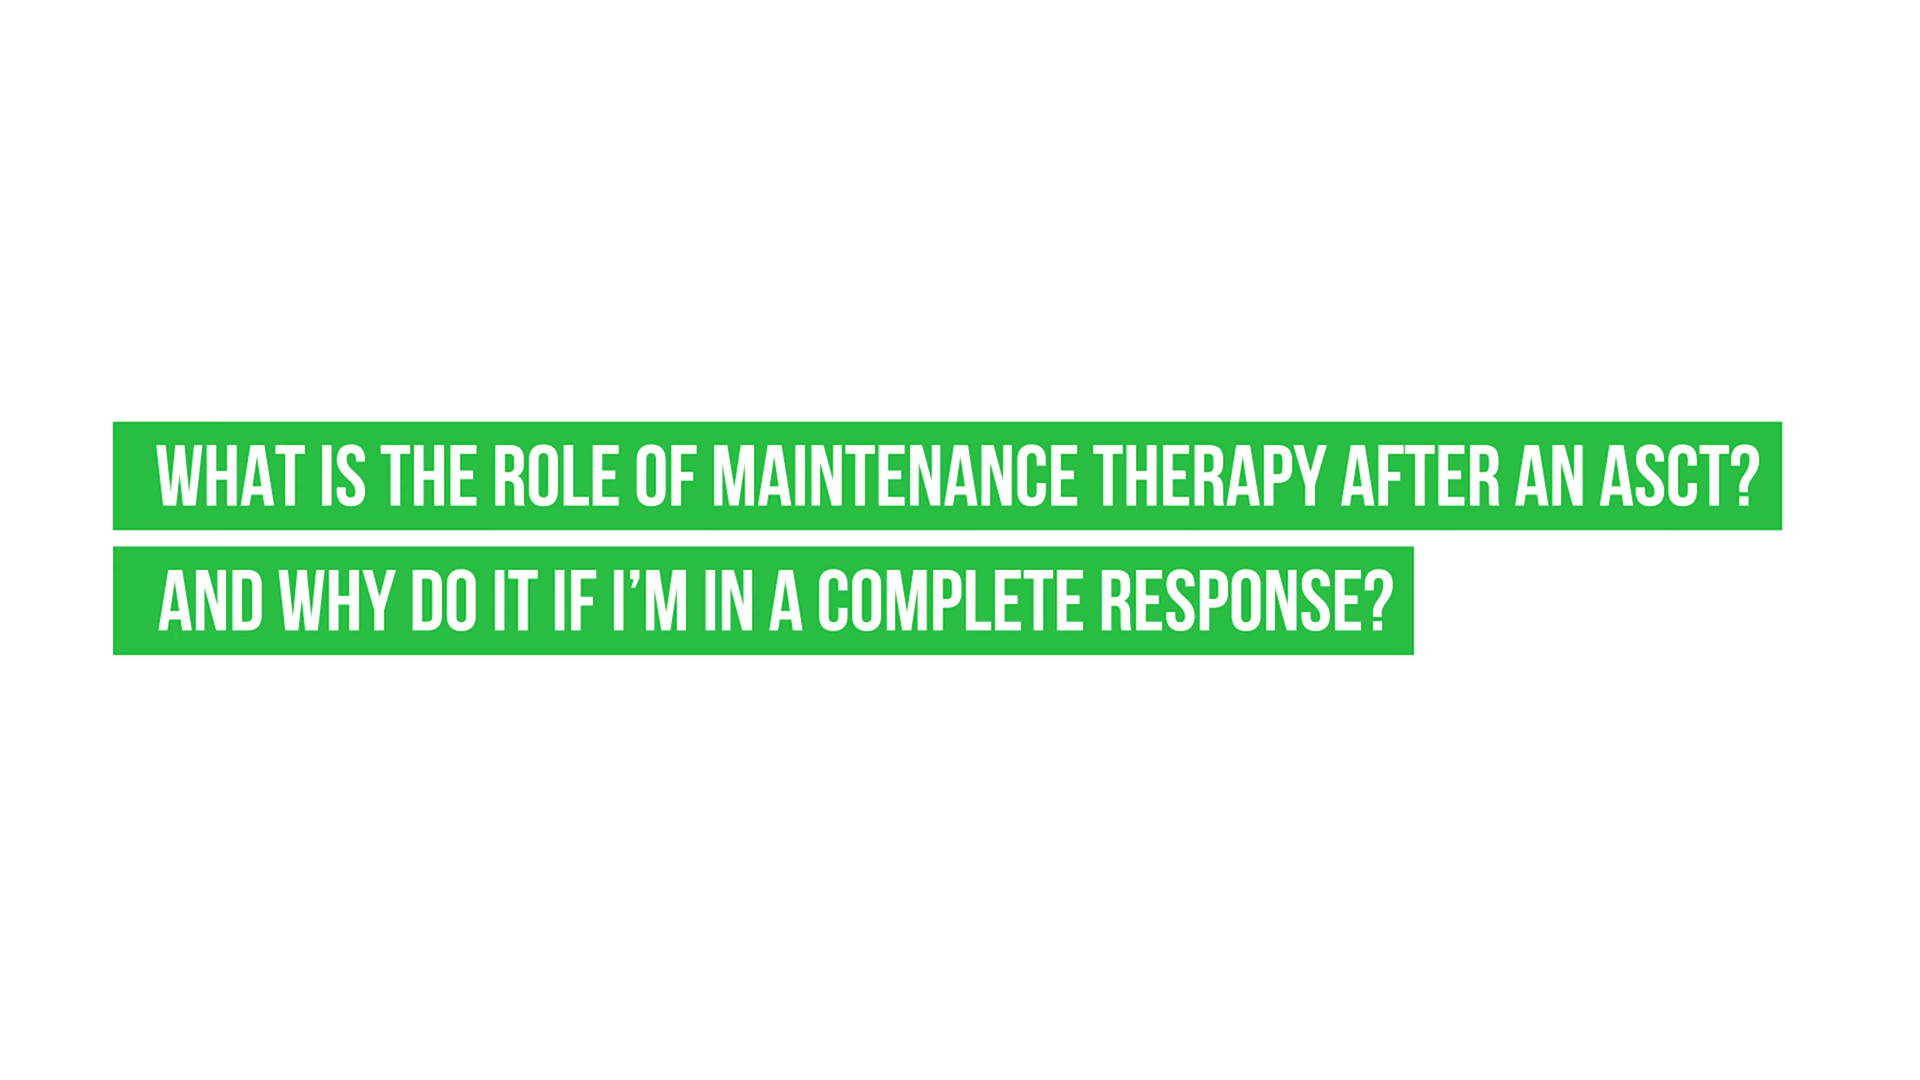 WHAT IS THE ROLE OF MAINTENANCE THERAPY AFTER AN ASCT?
AND WHY DO IT IF I’M IN A COMPLETE RESPONSE?